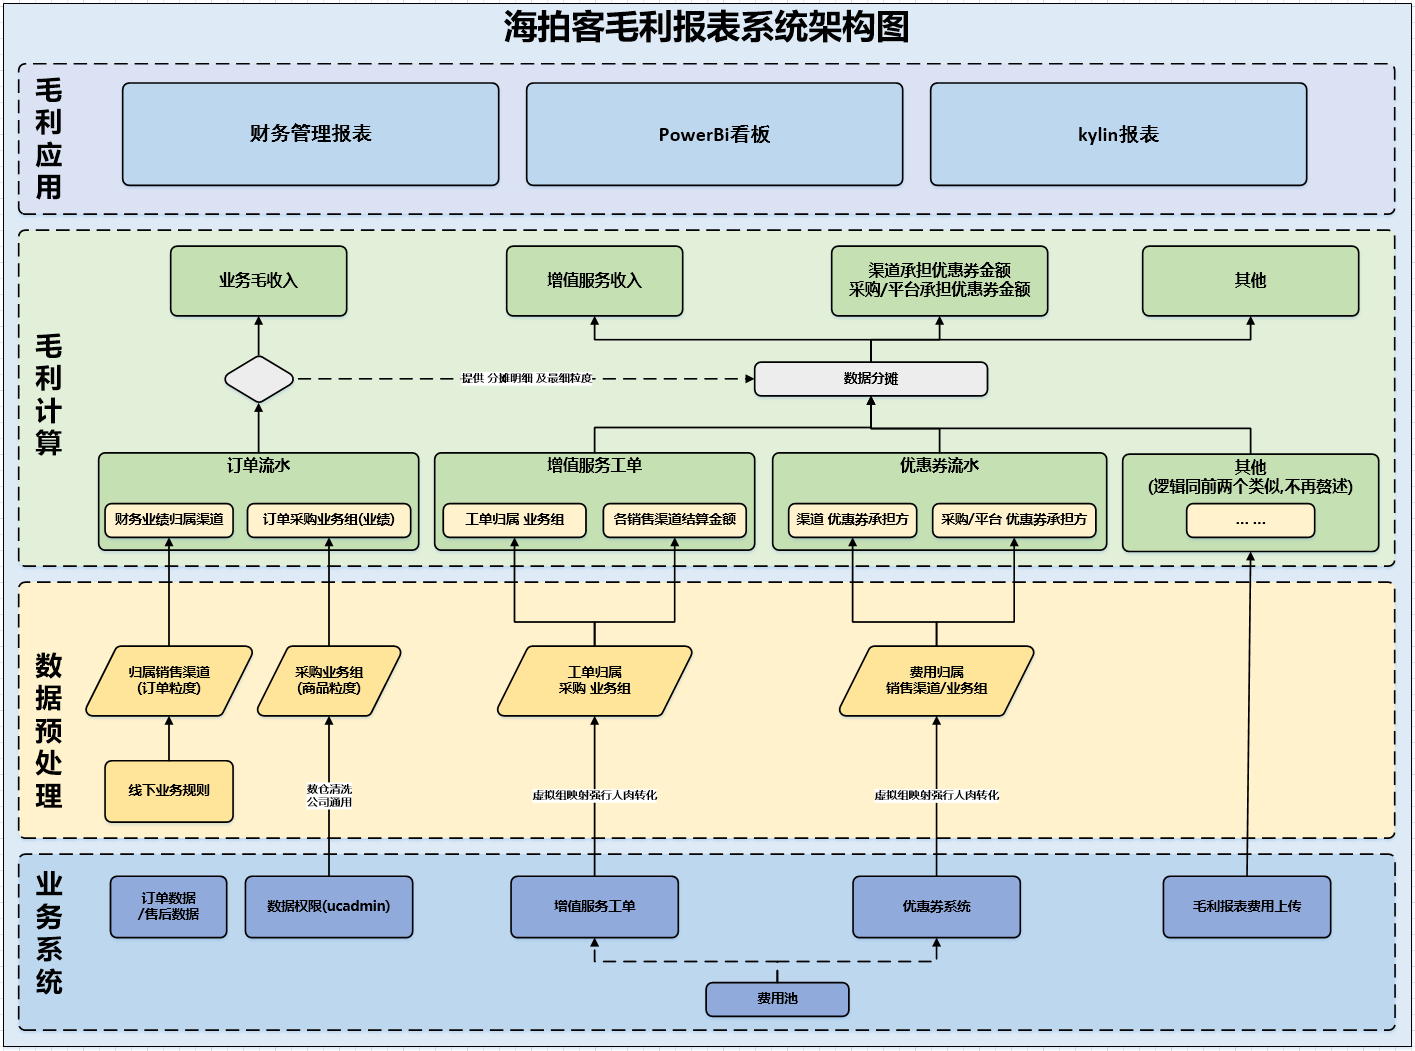 海拍客毛利报表系统架构图
毛利应用
财务管理报表
PowerBi看板
kylin报表
毛利计算
业务毛收入
增值服务收入
渠道承担优惠券金额
采购/平台承担优惠券金额
其他
提供 分摊明细 及最细粒度
数据分摊
订单流水
财务业绩归属渠道
订单采购业务组(业绩)
增值服务工单
工单归属 业务组
各销售渠道结算金额
优惠券流水
渠道 优惠券承担方
采购/平台 优惠券承担方
其他
(逻辑同前两个类似,不再赘述)
... ...
数据预处理
归属销售渠道
(订单粒度)
采购业务组
(商品粒度)
工单归属
采购 业务组
费用归属
销售渠道/业务组
线下业务规则
数仓清洗
公司通用
虚拟组映射强行人肉转化
虚拟组映射强行人肉转化
业务系统
订单数据
/售后数据
数据权限(ucadmin)
增值服务工单
优惠券系统
毛利报表费用上传
费用池